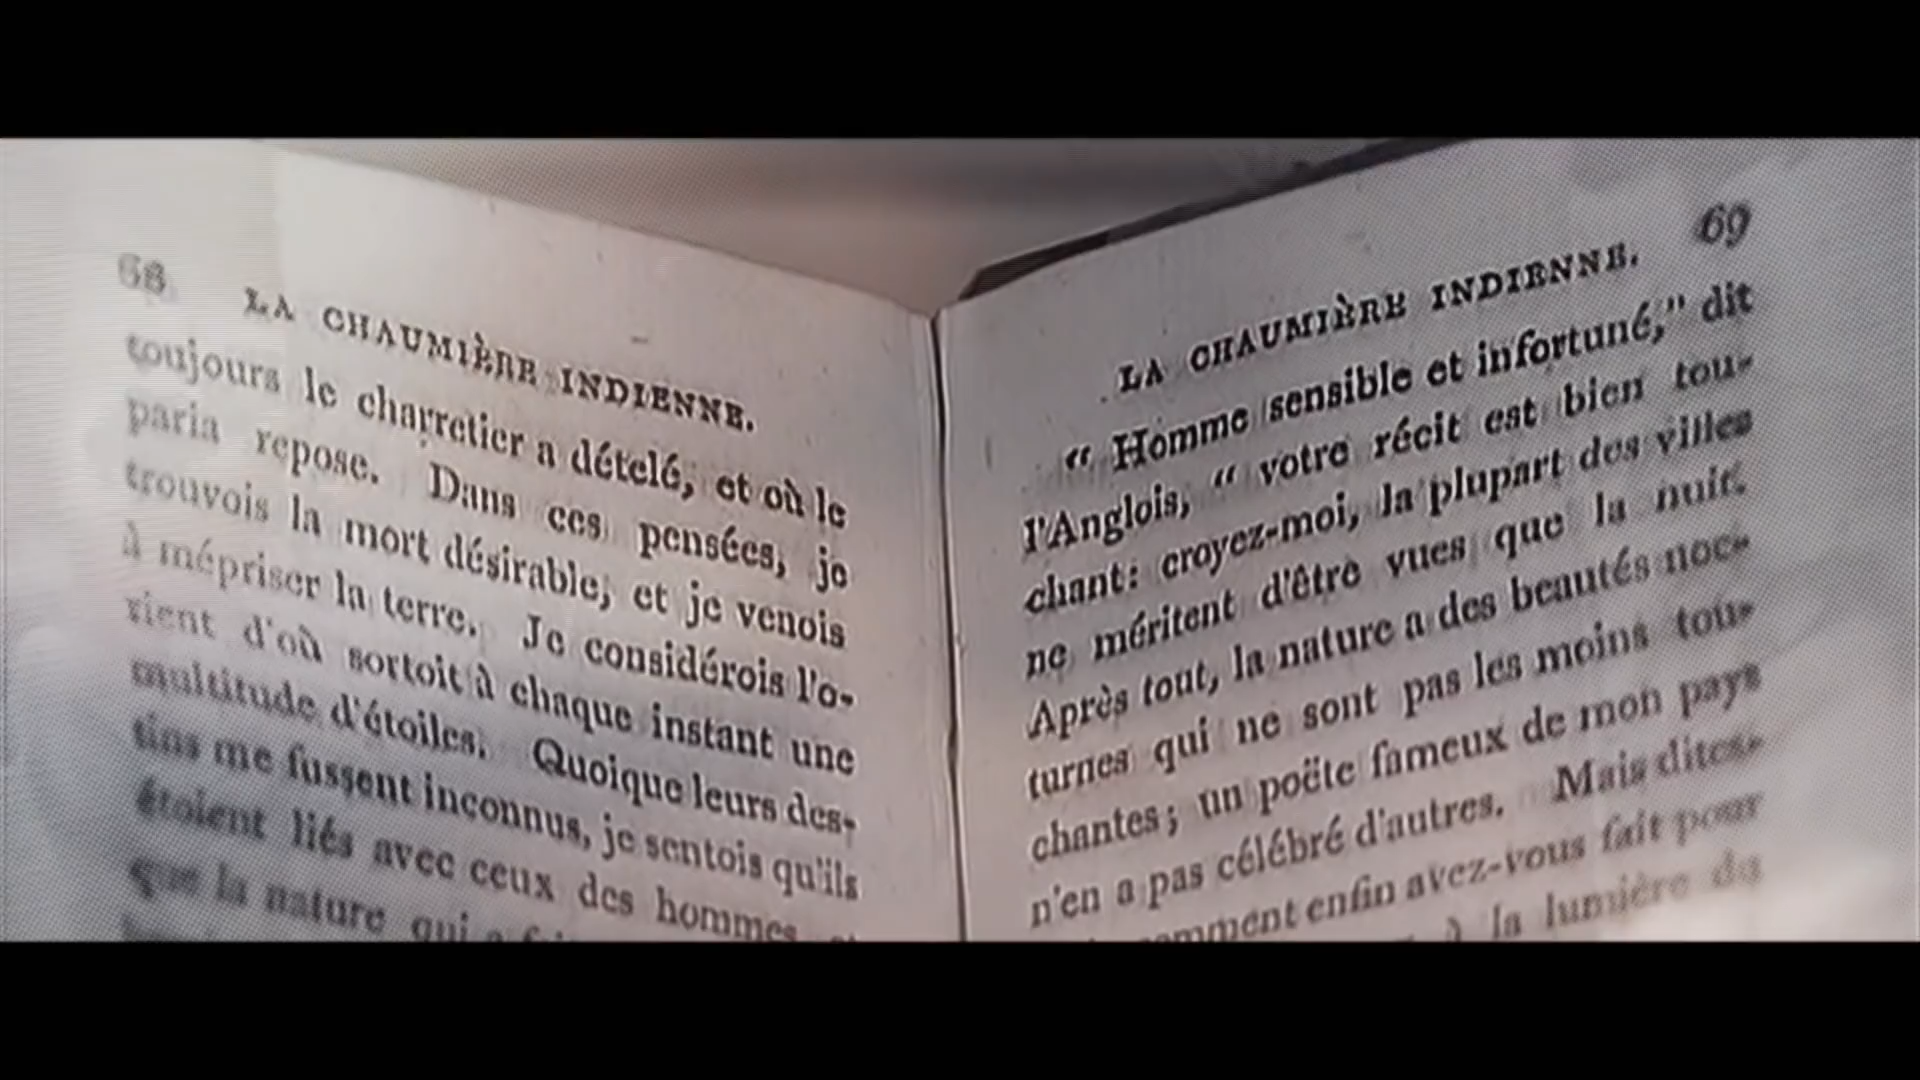 68
LA CHAUMIÈRE INDIENNE.
toujours le charretier a dételé, et où le
paria repose. Dans ces pensées, je
trouvois la mort désirable, et je venois
à mépriser la terre. Je considérois l'o-
rient d'où sortoit à chaque instant une
multitude d'étoiles. Quoique leurs des-
tins me fussent inconnus, je sentois qu'ils
étoient liés avec ceux des hommes,
que la nature qui a
69
LA CHAUMIÈRE INDIENNE.
“ Homme sensible et infortuné,” dit
l'Anglois, “ votre récit est bien tou-
chant: croyez-moi, la plupart des villes
ne méritent d'être vues que la nuit.
Après tout, la nature a des beautés noc-
turnes qui ne sont pas les moins tou-
chantes; un poëte fameux de mon pays
n'en a pas célébré d'autres. Mais dites-
comment enfin avez-vous fait pour
à la lumière du